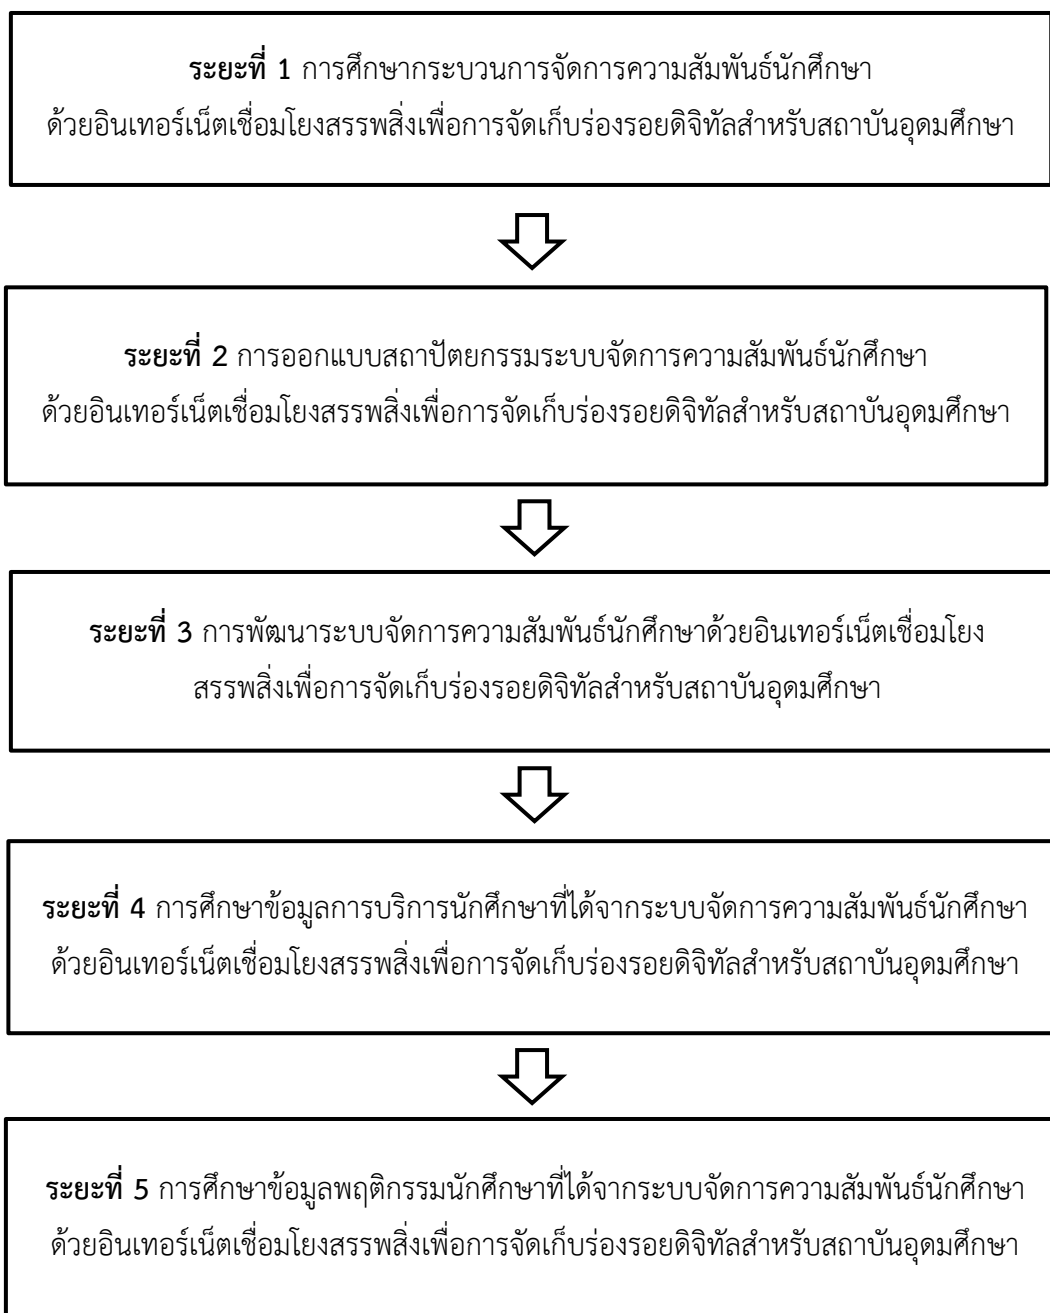 ระยะที่ 1 การศึกษากระบวนการจัดการความสัมพันธ์นักศึกษา
ด้วยอินเทอร์เน็ตเชื่อมโยงสรรพสิ่งเพื่อการจัดเก็บร่องรอยดิจิทัลสำหรับสถาบันอุดมศึกษา
ระยะที่ 2 การออกแบบสถาปัตยกรรมระบบจัดการความสัมพันธ์นักศึกษา
ด้วยอินเทอร์เน็ตเชื่อมโยงสรรพสิ่งเพื่อการจัดเก็บร่องรอยดิจิทัลสำหรับสถาบันอุดมศึกษา
ระยะที่ 3 การพัฒนาระบบจัดการความสัมพันธ์นักศึกษาด้วยอินเทอร์เน็ตเชื่อมโยง
สรรพสิ่งเพื่อการจัดเก็บร่องรอยดิจิทัลสำหรับสถาบันอุดมศึกษา
ระยะที่ 4 การศึกษาข้อมูลการบริการนักศึกษาที่ได้จากระบบจัดการความสัมพันธ์นักศึกษา
ด้วยอินเทอร์เน็ตเชื่อมโยงสรรพสิ่งเพื่อการจัดเก็บร่องรอยดิจิทัลสำหรับสถาบันอุดมศึกษา
ระยะที่ 5 การศึกษาข้อมูลพฤติกรรมนักศึกษาที่ได้จากระบบจัดการความสัมพันธ์นักศึกษา
ด้วยอินเทอร์เน็ตเชื่อมโยงสรรพสิ่งเพื่อการจัดเก็บร่องรอยดิจิทัลสำหรับสถาบันอุดมศึกษา